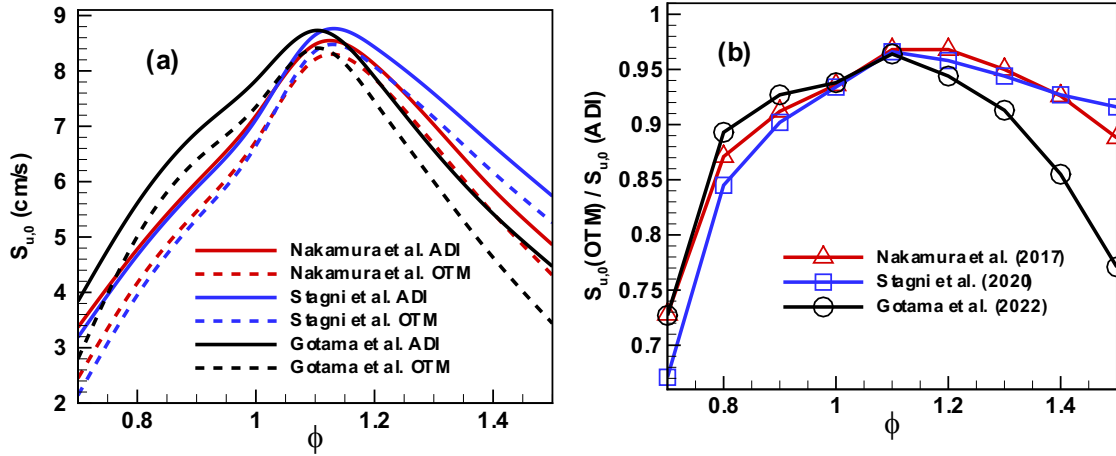 (a)
S_{u,0} (cm/s)
9
8
7
6
5
4
3
2
0.8
1
1.2
1.4
ϕ
Nakamura et al. ADI
Nakamura et al. OTM
Stagni et al. ADI
Stagni et al. OTM
Gotama et al. ADI
Gotama et al. OTM
(b)
S_{u,0}(OTM) / S_{u,0} (ADI)
1
0.95
0.9
0.85
0.8
0.75
0.7
0.8
1
1.2
1.4
ϕ
Nakamura et al. (2017)
Stagni et al. (2020)
Gotama et al. (2022)